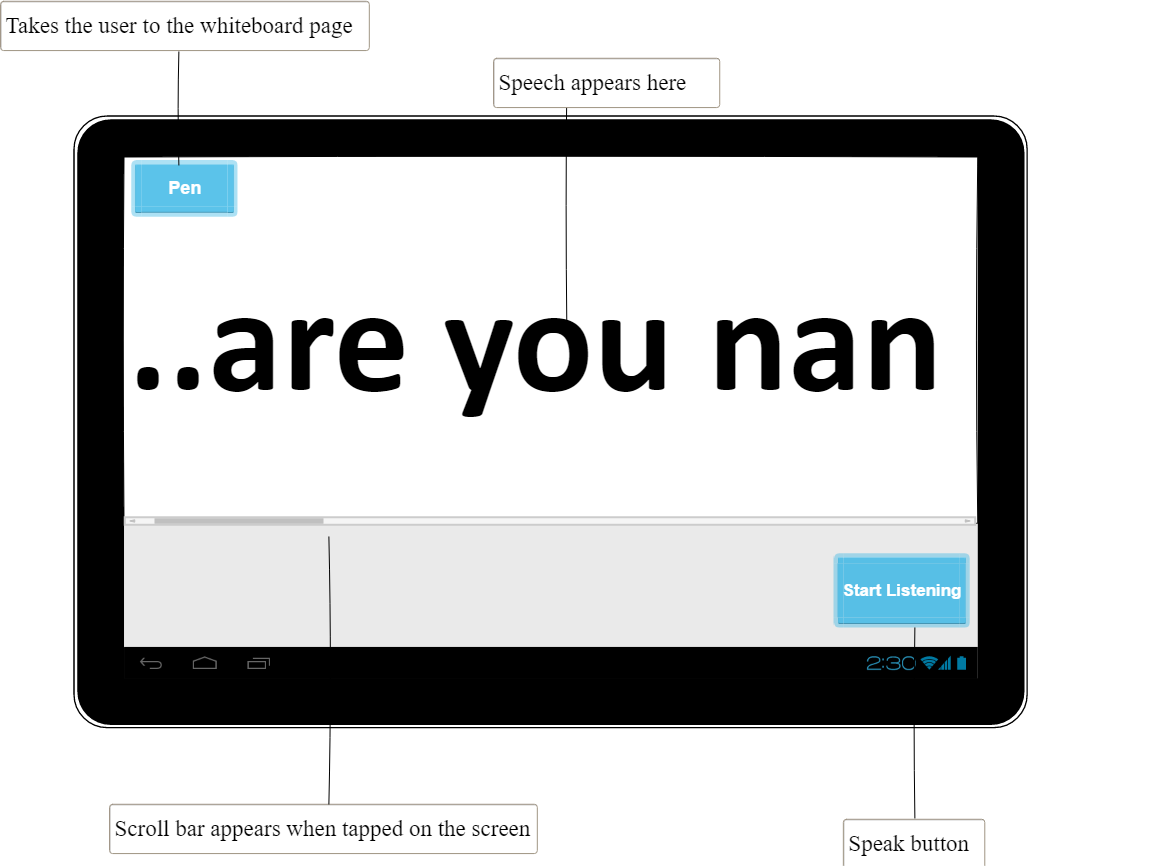 Takes the user to the whiteboard page
Speech appears here
Pen
..are you nan
Start Listening
2:30
Scroll bar appears when tapped on the screen
Speak button